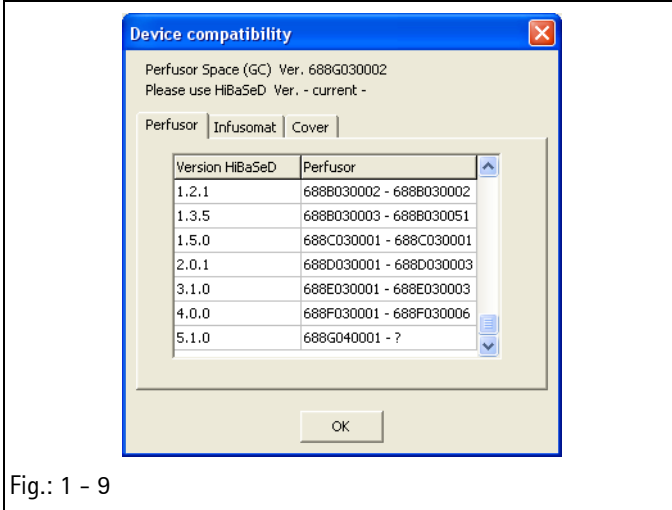 Device compatibility
Perfusor Space (GC) Ver. 688G030002
Please use HiBaSeD Ver. - current -
Perfusor Infusomat Cover
Version HiBaSeD Perfusor
1.2.1 688B030002 - 688B030002
1.3.5 688B030003 - 688B030051
1.5.0 688C030001 - 688C030001
2.0.1 688D030001 - 688D030003
3.1.0 688E030001 - 688E030003
4.0.0 688F030001 - 688F030006
5.1.0 688G040001 - ?
OK
Fig.: 1 - 9